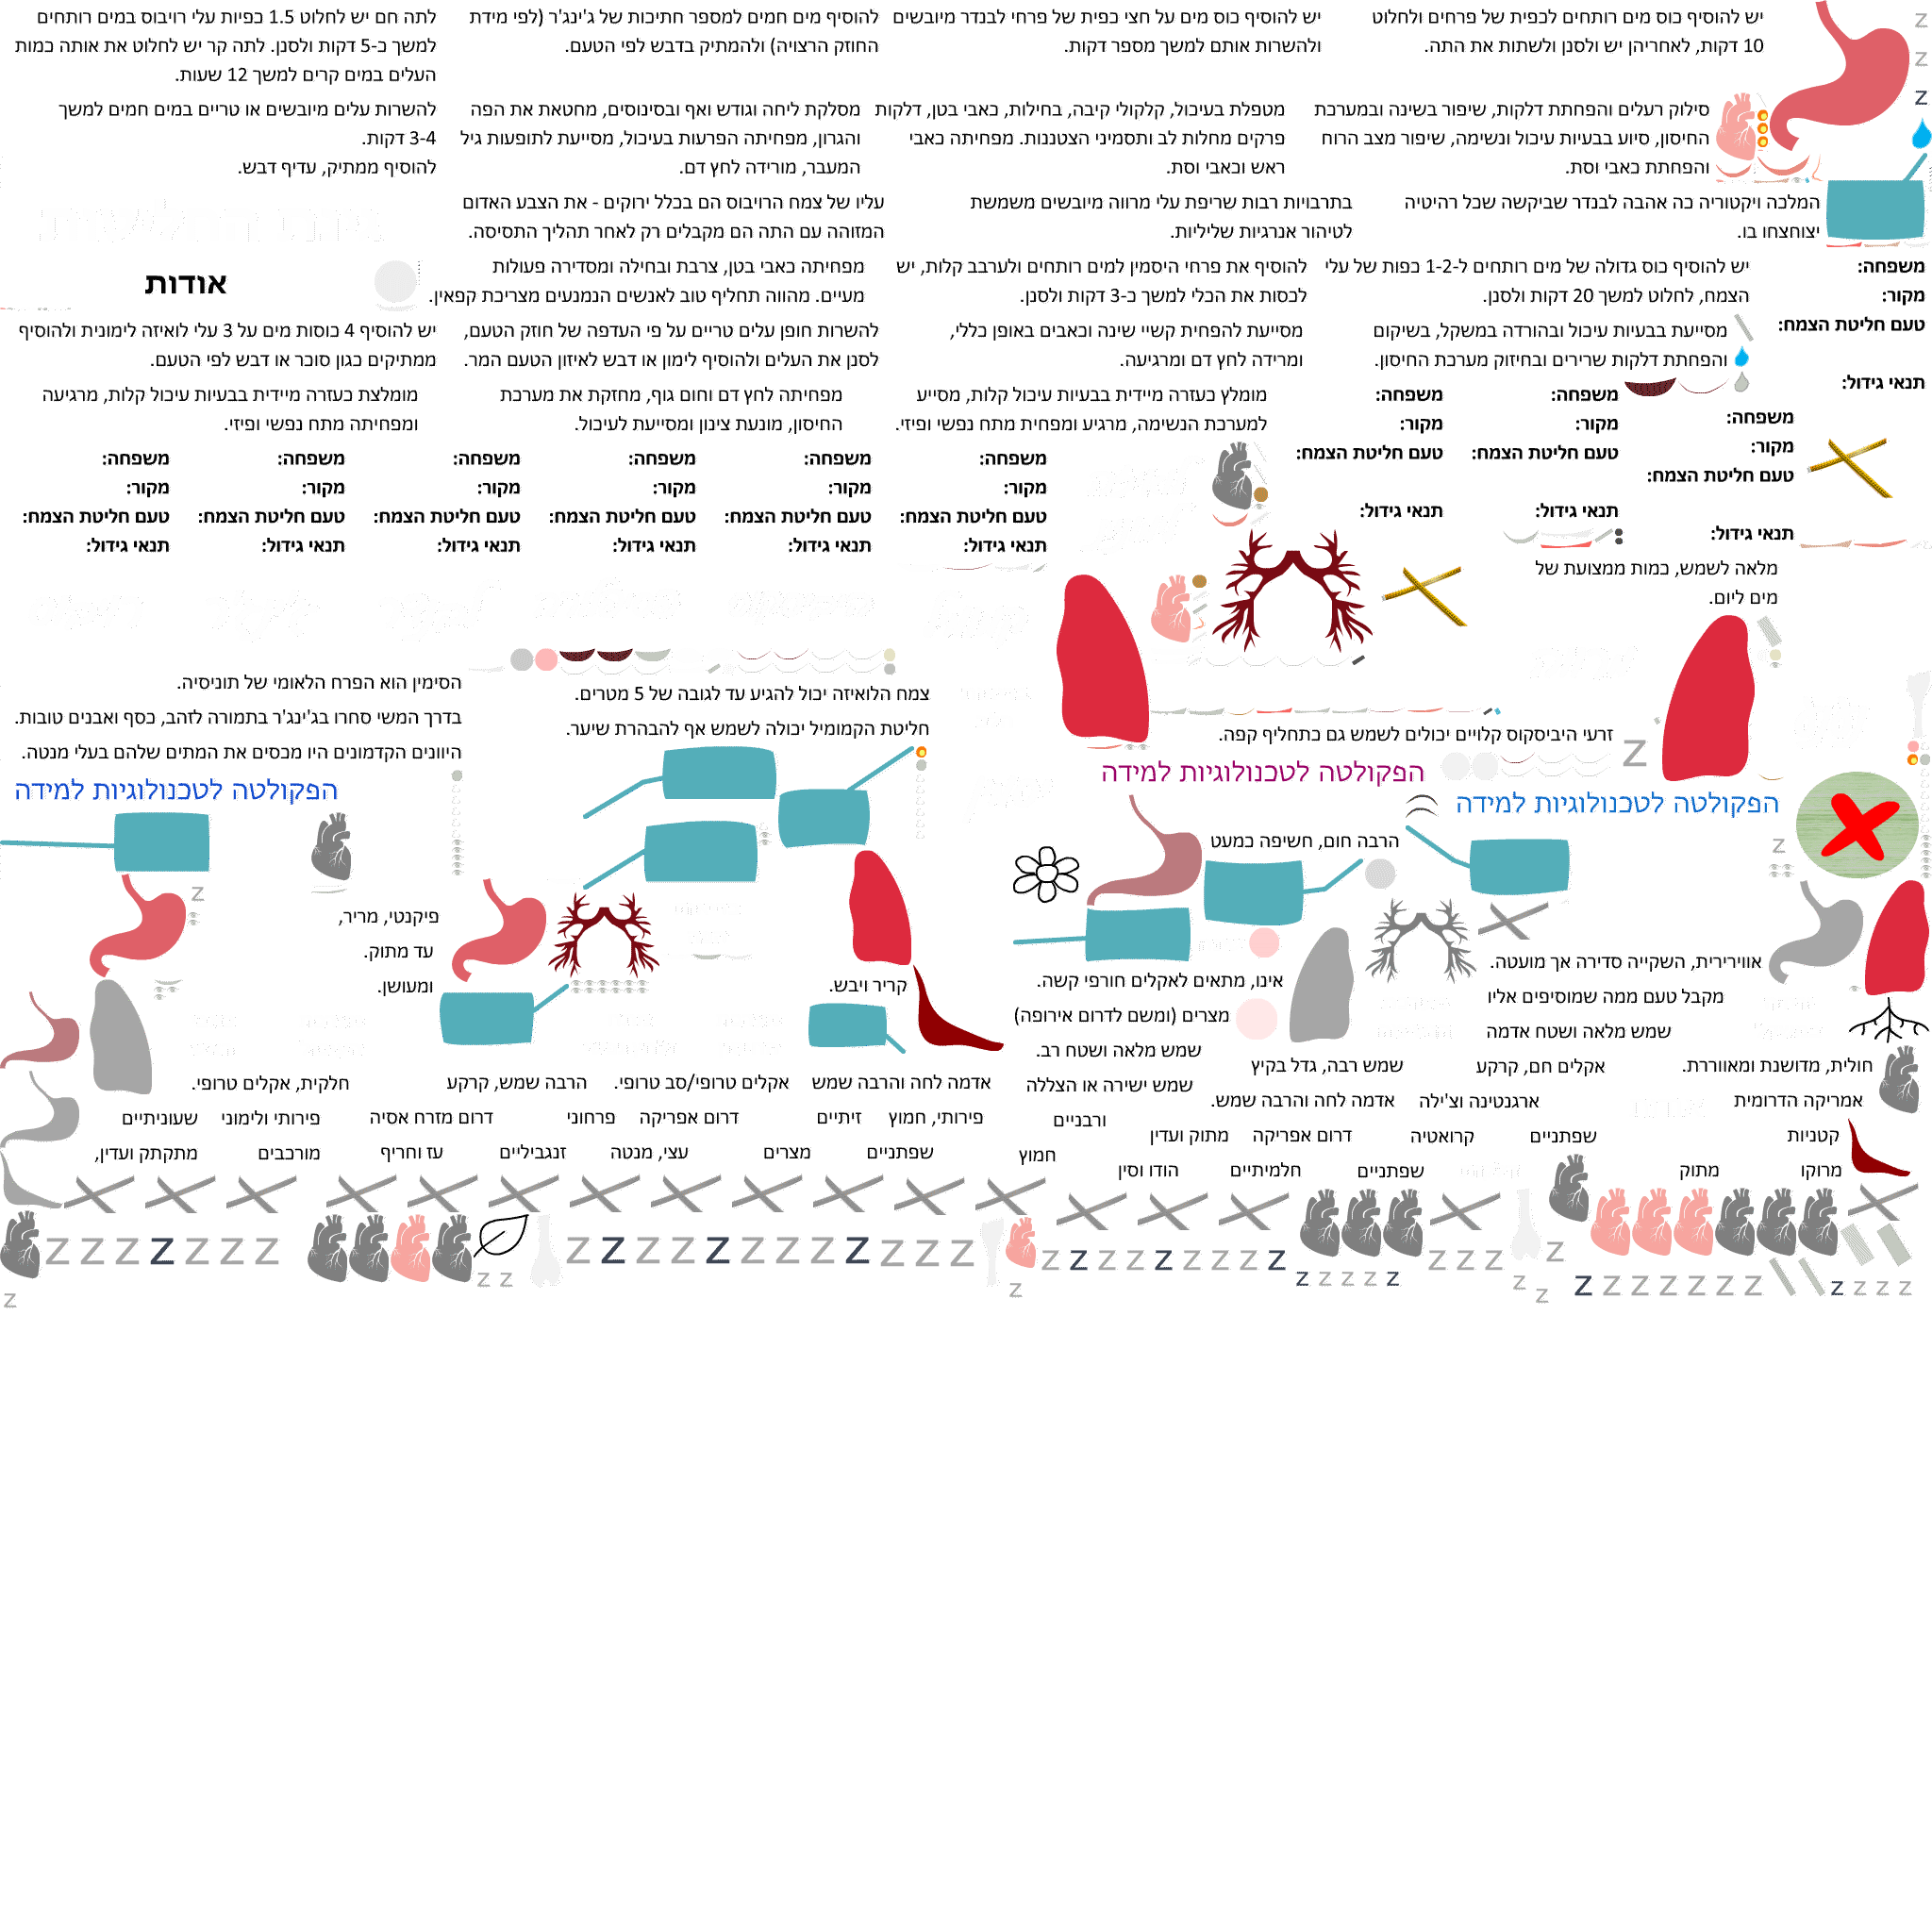 יש להוסיף כוס מים רותחים לכפית של פרחים ולחלוט
10 דקות, לאחריהן יש ולסנן ולשתות את התה.
יש להוסיף כוס מים על חצי כפית של פרחי לבנדר מיובשים
ולהשרות אותם למשך מספר דקות.
להוסיף מים חמים למספר חתיכות של ג'ינג'ר (לפי מידת
החוזק הרצויה) ולהמתיק בדבש לפי הטעם.
לתה חם יש לחלוט 1.5 כפיות עלי רויבוס במים רותחים
למשך כ-5 דקות ולסנן. לתה קר יש לחלוט את אותה כמות
העלים במים קרים למשך 12 שעות.
סילוק רעלים והפחתת דלקות, שיפור בשינה ובמערכת
החיסון, סיוע בבעיות עיכול ונשימה, שיפור מצב הרוח
והפחתת כאבי וסת.
מטפלת בעיכול, קלקולי קיבה, בחילות, כאבי בטן, דלקות
פרקים מחלות לב ותסמיני הצטננות. מפחיתה כאבי
ראש וכאבי וסת.
מסלקת ליחה וגודש ואף ובסינוסים, מחטאת את הפה
והגרון, מפחיתה הפרעות בעיכול, מסייעת לתופעות גיל
המעבר, מורידה לחץ דם.
להשרות עלים מיובשים או טריים במים חמים למשך
3-4 דקות.
להוסיף ממתיק, עדיף דבש.
המלכה ויקטוריה כה אהבה לבנדר שביקשה שכל רהיטיה
יצוחצחו בו.
בתרבויות רבות שריפת עלי מרווה מיובשים משמשת
לטיהור אנרגיות שליליות.
עליו של צמח הרויבוס הם בכלל ירוקים - את הצבע האדום
המזוהה עם התה הם מקבלים רק לאחר תהליך התסיסה.
משפחה:
מקור:
טעם חליטת הצמח:
תנאי גידול:
יש להוסיף כוס גדולה של מים רותחים ל-1-2 כפות של עלי
הצמח, לחלוט למשך 20 דקות ולסנן.
להוסיף את פרחי היסמין למים רותחים ולערבב קלות, יש
לכסות את הכלי למשך כ-3 דקות ולסנן.
מפחיתה כאבי בטן, צרבת ובחילה ומסדירה פעולות
מעיים. מהווה תחליף טוב לאנשים הנמנעים מצריכת קפאין.
אודות
מסייעת בבעיות עיכול ובהורדה במשקל, בשיקום
והפחתת דלקות שרירים ובחיזוק מערכת החיסון.
מסייעת להפחית קשיי שינה וכאבים באופן כללי,
ומרידה לחץ דם ומרגיעה.
להשרות חופן עלים טריים על פי העדפה של חוזק הטעם,
לסנן את העלים ולהוסיף לימון או דבש לאיזון הטעם המר.
יש להוסיף 4 כוסות מים על 3 עלי לואיזה לימונית ולהוסיף
ממתיקים כגון סוכר או דבש לפי הטעם.
משפחה:
מקור:
טעם חליטת הצמח:
תנאי גידול:
משפחה:
מקור:
טעם חליטת הצמח:
תנאי גידול:
משפחה:
מקור:
טעם חליטת הצמח:
תנאי גידול:
מומלץ כעזרה מיידית בבעיות עיכול קלות, מסייע
למערכת הנשימה, מרגיע ומפחית מתח נפשי ופיזי.
מפחיתה לחץ דם וחום גוף, מחזקת את מערכת
החיסון, מונעת צינון ומסייעת לעיכול.
מומלצת כעזרה מיידית בבעיות עיכול קלות, מרגיעה
ומפחיתה מתח נפשי ופיזי.
משפחה:
מקור:
טעם חליטת הצמח:
תנאי גידול:
משפחה:
מקור:
טעם חליטת הצמח:
תנאי גידול:
משפחה:
מקור:
טעם חליטת הצמח:
תנאי גידול:
משפחה:
מקור:
טעם חליטת הצמח:
תנאי גידול:
משפחה:
מקור:
טעם חליטת הצמח:
תנאי גידול:
משפחה:
מקור:
טעם חליטת הצמח:
תנאי גידול:
מלאה לשמש, כמות ממצועת של
מים ליום.
זרעי היביסקוס קלויים יכולים לשמש גם כתחליף קפה.
צמח הלואיזה יכול להגיע עד לגובה של 5 מטרים.
חליטת הקמומיל יכולה לשמש אף להבהרת שיער.
הסימין הוא הפרח הלאומי של תוניסיה.
בדרך המשי סחרו בג'ינג'ר בתמורה לזהב, כסף ואבנים טובות.
היוונים הקדמונים היו מכסים את המתים שלהם בעלי מנטה.
הפקולטה לטכנולוגיות למידה
הפקולטה לטכנולוגיות למידה
הפקולטה לטכנולוגיות למידה
הרבה חום, חשיפה כמעט
פיקנטי, מריר,
עד מתוק.
ומעושן.
אווירירית, השקייה סדירה אך מועטה.
מקבל טעם ממה שמוסיפים אליו
שמש מלאה ושטח אדמה
אינו, מתאים לאקלים חורפי קשה.
מצרים (ומשם לדרום אירופה)
שמש מלאה ושטח רב.
קריר ויבש.
חולית, מדושנת ומאווררת.
אקלים חם, קרקע
שמש רבה, גדל בקיץ
שמש ישירה או הצללה
אדמה לחה והרבה שמש
אקלים טרופי/סב טרופי.
הרבה שמש, קרקע
חלקית, אקלים טרופי.
אמריקה הדרומית
ארגנטינה וצ'ילה
אדמה לחה והרבה שמש.
ורבניים
פירותי, חמוץ
זיתיים
דרום אפריקה
פרחוני
דרום מזרח אסיה
פירותי ולימוני
שעוניתיים
קטניות
שפתניים
קרואטיה
דרום אפריקה
מתוק ועדין
חמוץ
שפתניים
מצרים
עצי, מנטה
זנגביליים
עז וחריף
מורכבים
מתקתק ועדין,
מרוקו
מתוק
שפתניים
חלמיתיים
הודו וסין